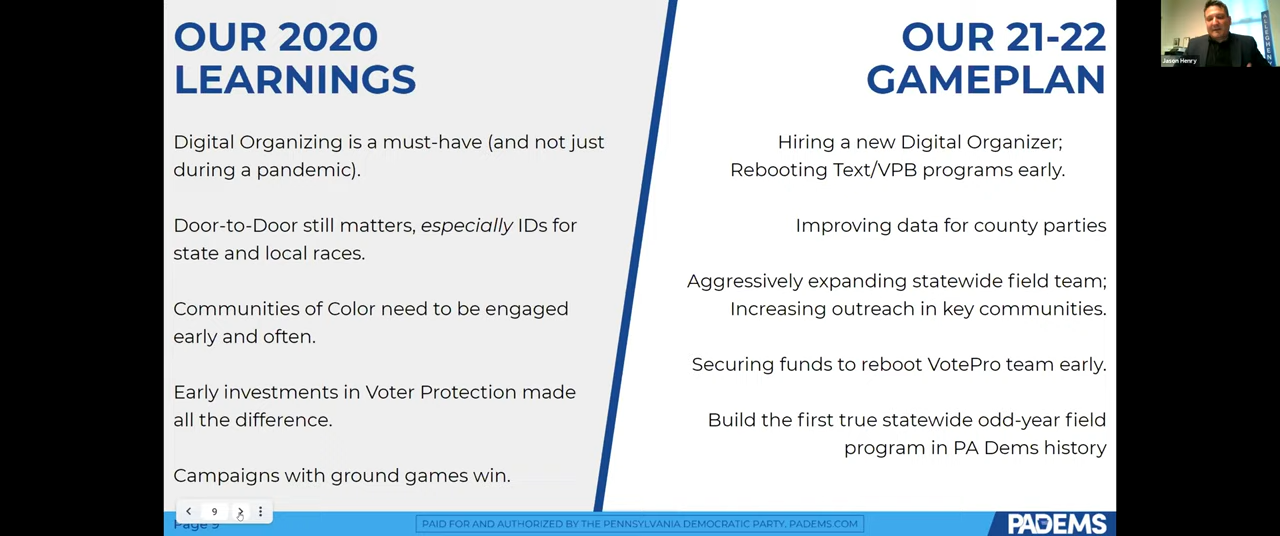 OUR 2020
LEARNINGS
Digital Organizing is a must-have (and not just
during a pandemic).
Door-to-Door still matters, especially IDs for
state and local races.
Communities of Color need to be engaged
early and often.
Early investments in Voter Protection made
all the difference.
Campaigns with ground games win.
OUR 21-22
GAMEPLAN
Hiring a new Digital Organizer;
Rebooting Text/VPB programs early.
Improving data for county parties
Aggressively expanding statewide field team;
Increasing outreach in key communities.
Securing funds to reboot VotePro team early.
Build the first true statewide odd-year field
program in PA Dems history
9
Page 9
PAID FOR AND AUTHORIZED BY THE PENNSYLVANIA DEMOCRATIC PARTY. PADEMS.COM
PADEMS
Jason Henry
ALLEGHENY